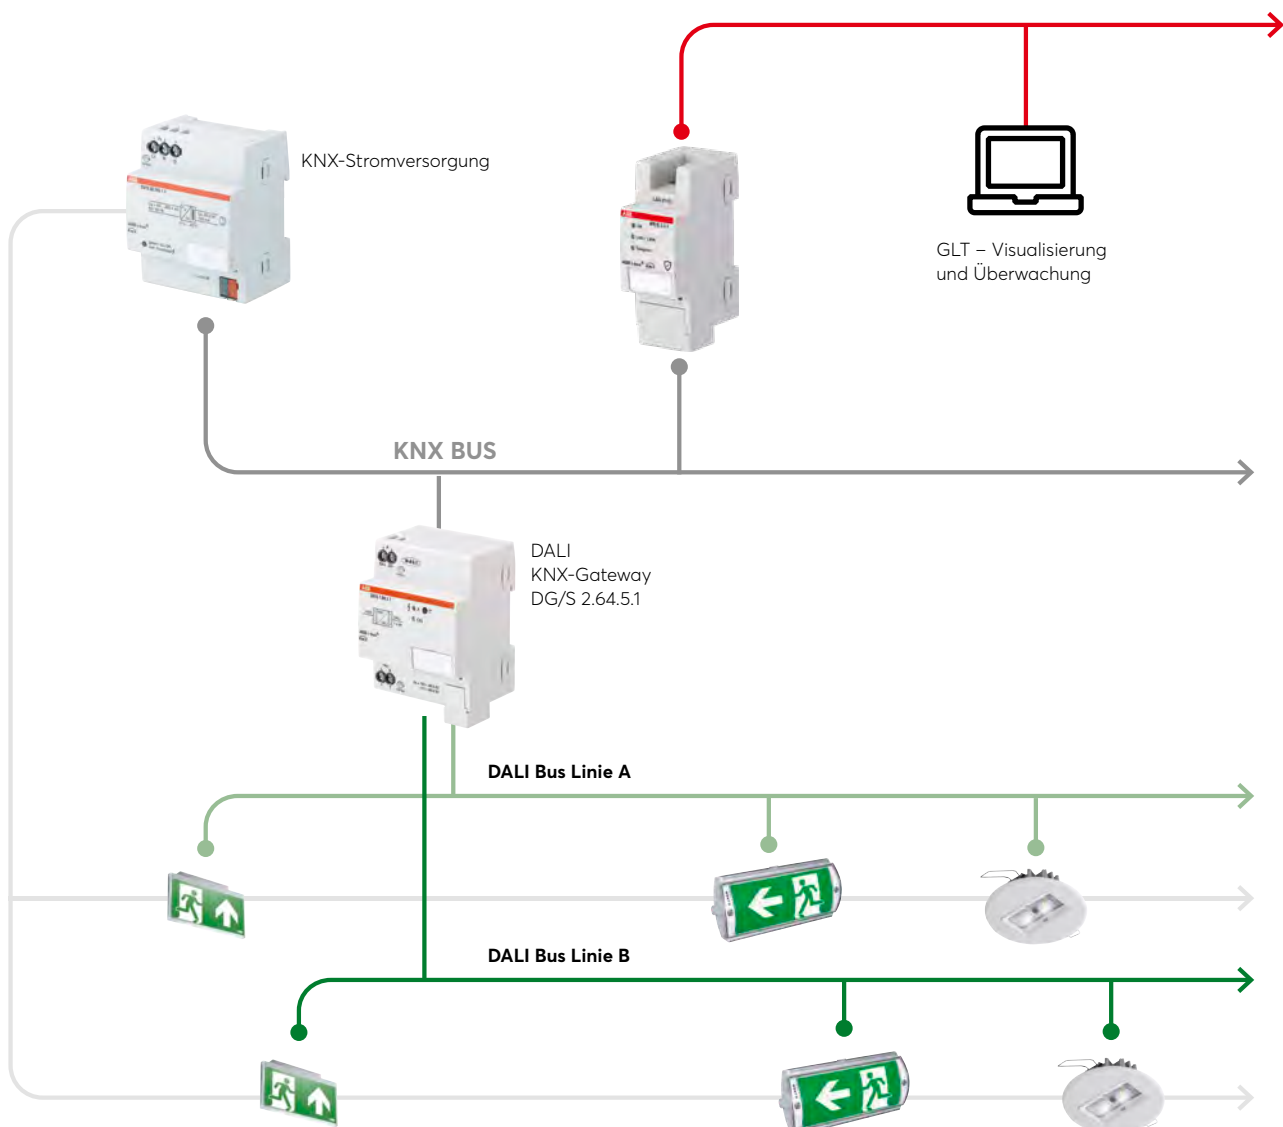 KNX-Stromversorgung
GLT – Visualisierung
und Überwachung
KNX BUS
DALI
KNX-Gateway
DG/S 2.64.5.1
DALI Bus Linie A
DALI Bus Linie B